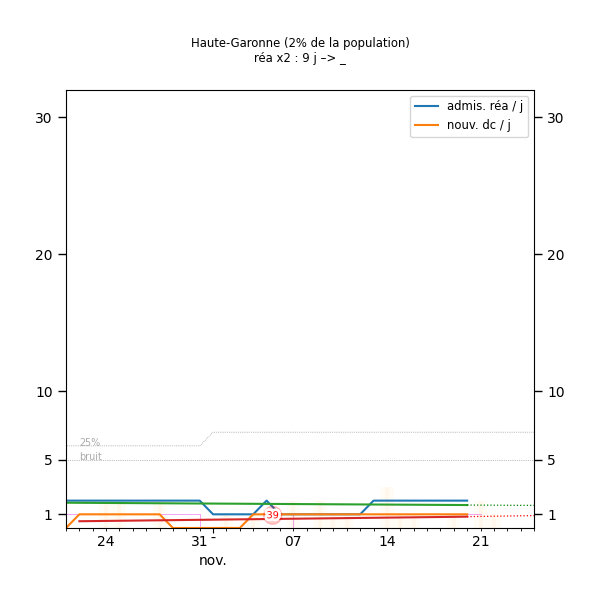 Haute-Garonne (2% de la population)
réa x2 : 9 j –> _
admis. réa / j
nouv. dc / j
30
30
20
20
10
10
25%
bruit
5
5
39
1
1
24
31
07
14
21
nov.